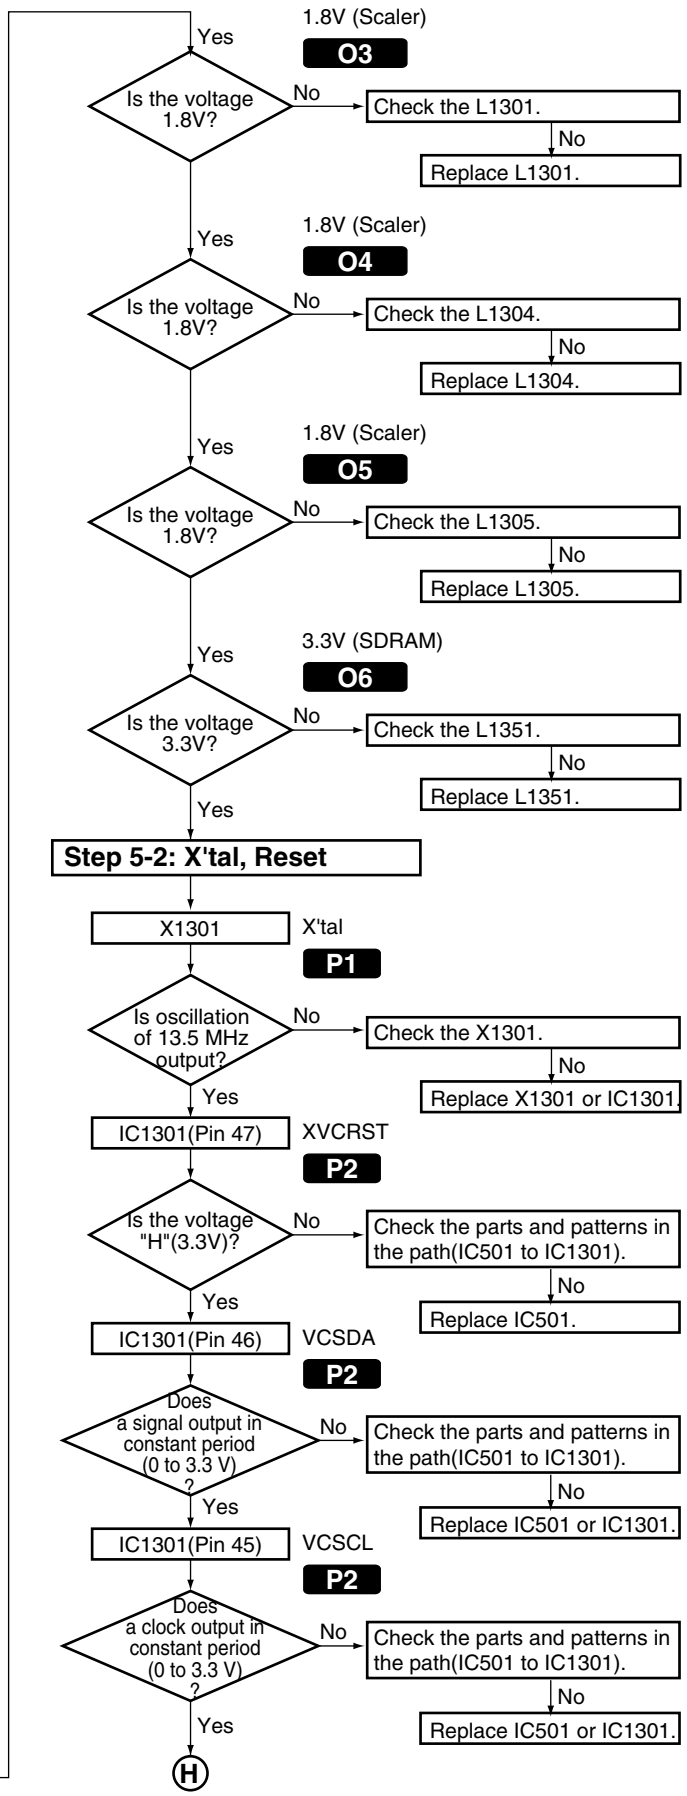 Yes
1.8V (Scaler)
O3
Is the voltage
1.8V?
No
Check the L1301.
No
Replace L1301.
Yes
1.8V (Scaler)
O4
Is the voltage
1.8V?
No
Check the L1304.
No
Replace L1304.
Yes
1.8V (Scaler)
O5
Is the voltage
1.8V?
No
Check the L1305.
No
Replace L1305.
Yes
3.3V (SDRAM)
O6
Is the voltage
3.3V?
No
Check the L1351.
No
Replace L1351.
Yes
Step 5-2: X'tal, Reset
X1301
X'tal
P1
Is oscillation
of 13.5 MHz
output?
No
Check the X1301.
No
Replace X1301 or IC1301.
Yes
IC1301(Pin 47)
XVCRST
P2
Is the voltage
"H"(3.3V)?
No
Check the parts and patterns in
the path(IC501 to IC1301).
No
Replace IC501.
Yes
IC1301(Pin 46)
VCSDA
P2
Does
a signal output in
constant period
(0 to 3.3 V)
?
No
Check the parts and patterns in
the path(IC501 to IC1301).
No
Replace IC501 or IC1301.
Yes
IC1301(Pin 45)
VCSCL
P2
Does
a clock output in
constant period
(0 to 3.3 V)
?
No
Check the parts and patterns in
the path(IC501 to IC1301).
No
Replace IC501 or IC1301.
Yes
H